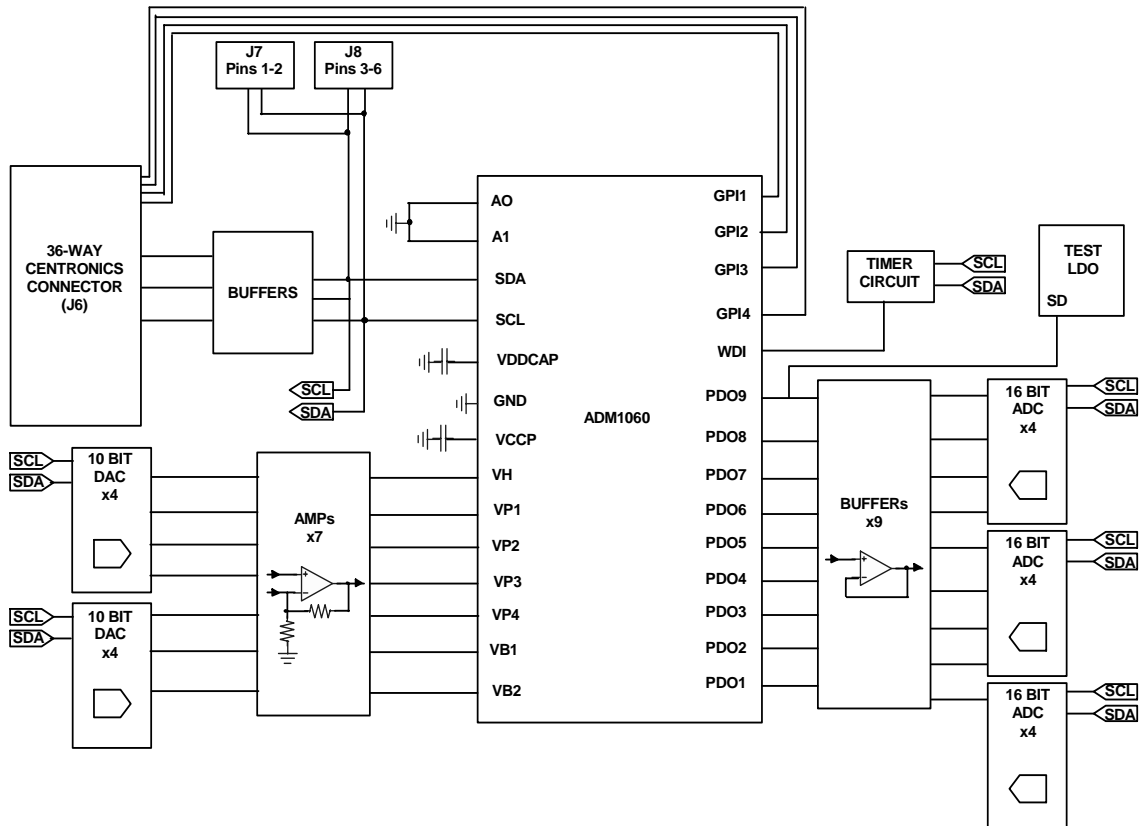 J7
Pins 1-2
J8
Pins 3-6
36-WAY
CENTRONICS
CONNECTOR
(J6)
BUFFERS
SCL
SDA
AO
A1
SDA
SCL
VDDCAP
GND
VCCP
VH
VP1
VP2
VP3
VP4
VB1
VB2
ADM1060
GPI1
GPI2
GPI3
GPI4
WDI
PDO9
PDO8
PDO7
PDO6
PDO5
PDO4
PDO3
PDO2
PDO1
TIMER
CIRCUIT
SCL
SDA
TEST
LDO
SD
SCL
SDA
10 BIT
DAC
x4
SCL
SDA
10 BIT
DAC
x4
AMPs
x7
+
–
BUFFERs
x9
+
–
16 BIT
ADC
x4
SCL
SDA
16 BIT
ADC
x4
SCL
SDA
16 BIT
ADC
x4
SCL
SDA